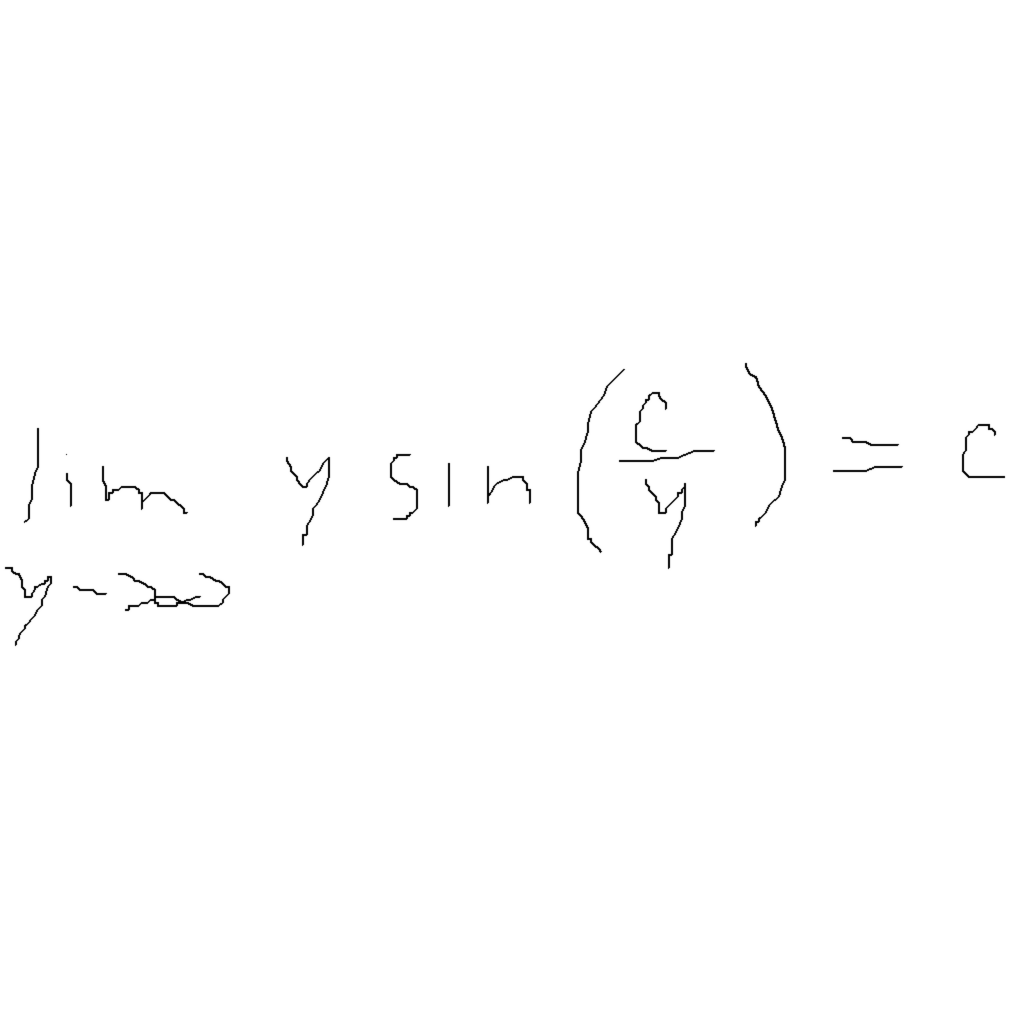 lim y sin(c/y) = c
y->∞